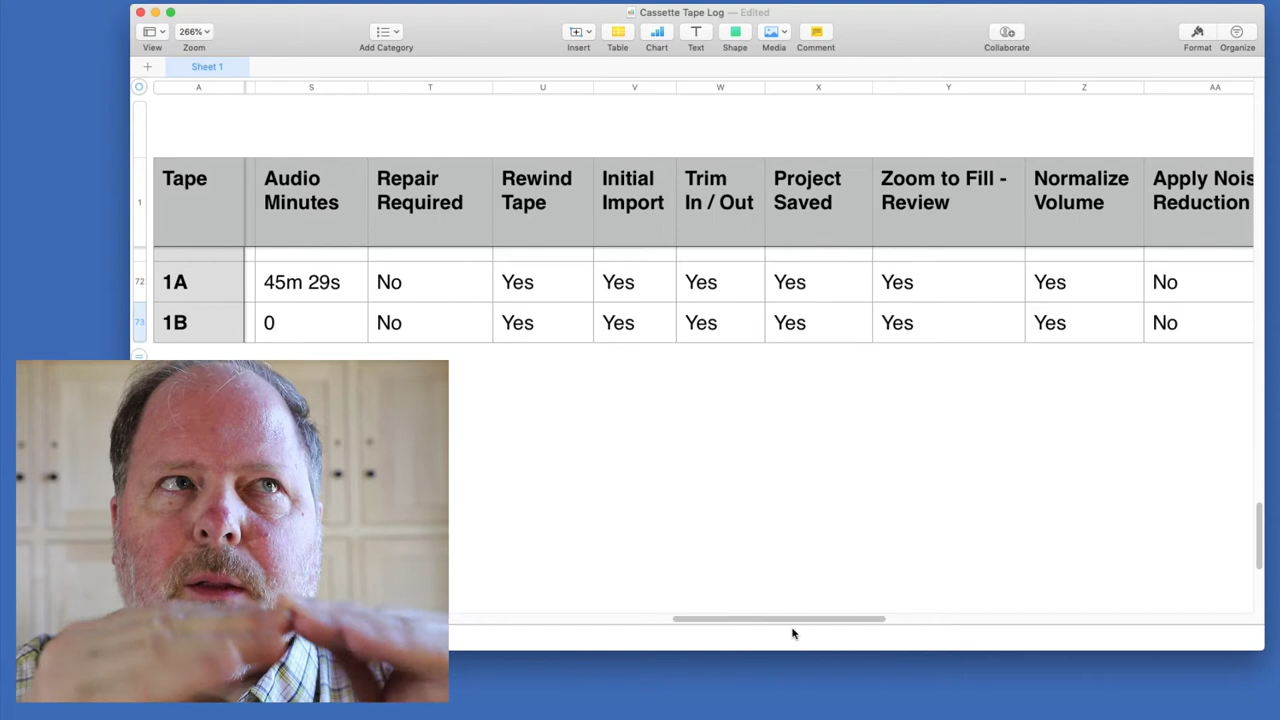 Cassette Tape Log — Edited
266%
View Zoom Add Category Insert Table Chart Text Shape Media Comment Collaborate Format Organize
Sheet 1
A S T U V W X Y Z AA
1
Tape
Audio
Minutes
Repair
Required
Rewind
Tape
Initial
Import
Trim
In / Out
Project
Saved
Zoom to Fill -
Review
Normalize
Volume
Apply Nois
Reduction
72 1A 45m 29s No Yes Yes Yes Yes Yes Yes No
73 1B 0 No Yes Yes Yes Yes Yes Yes No